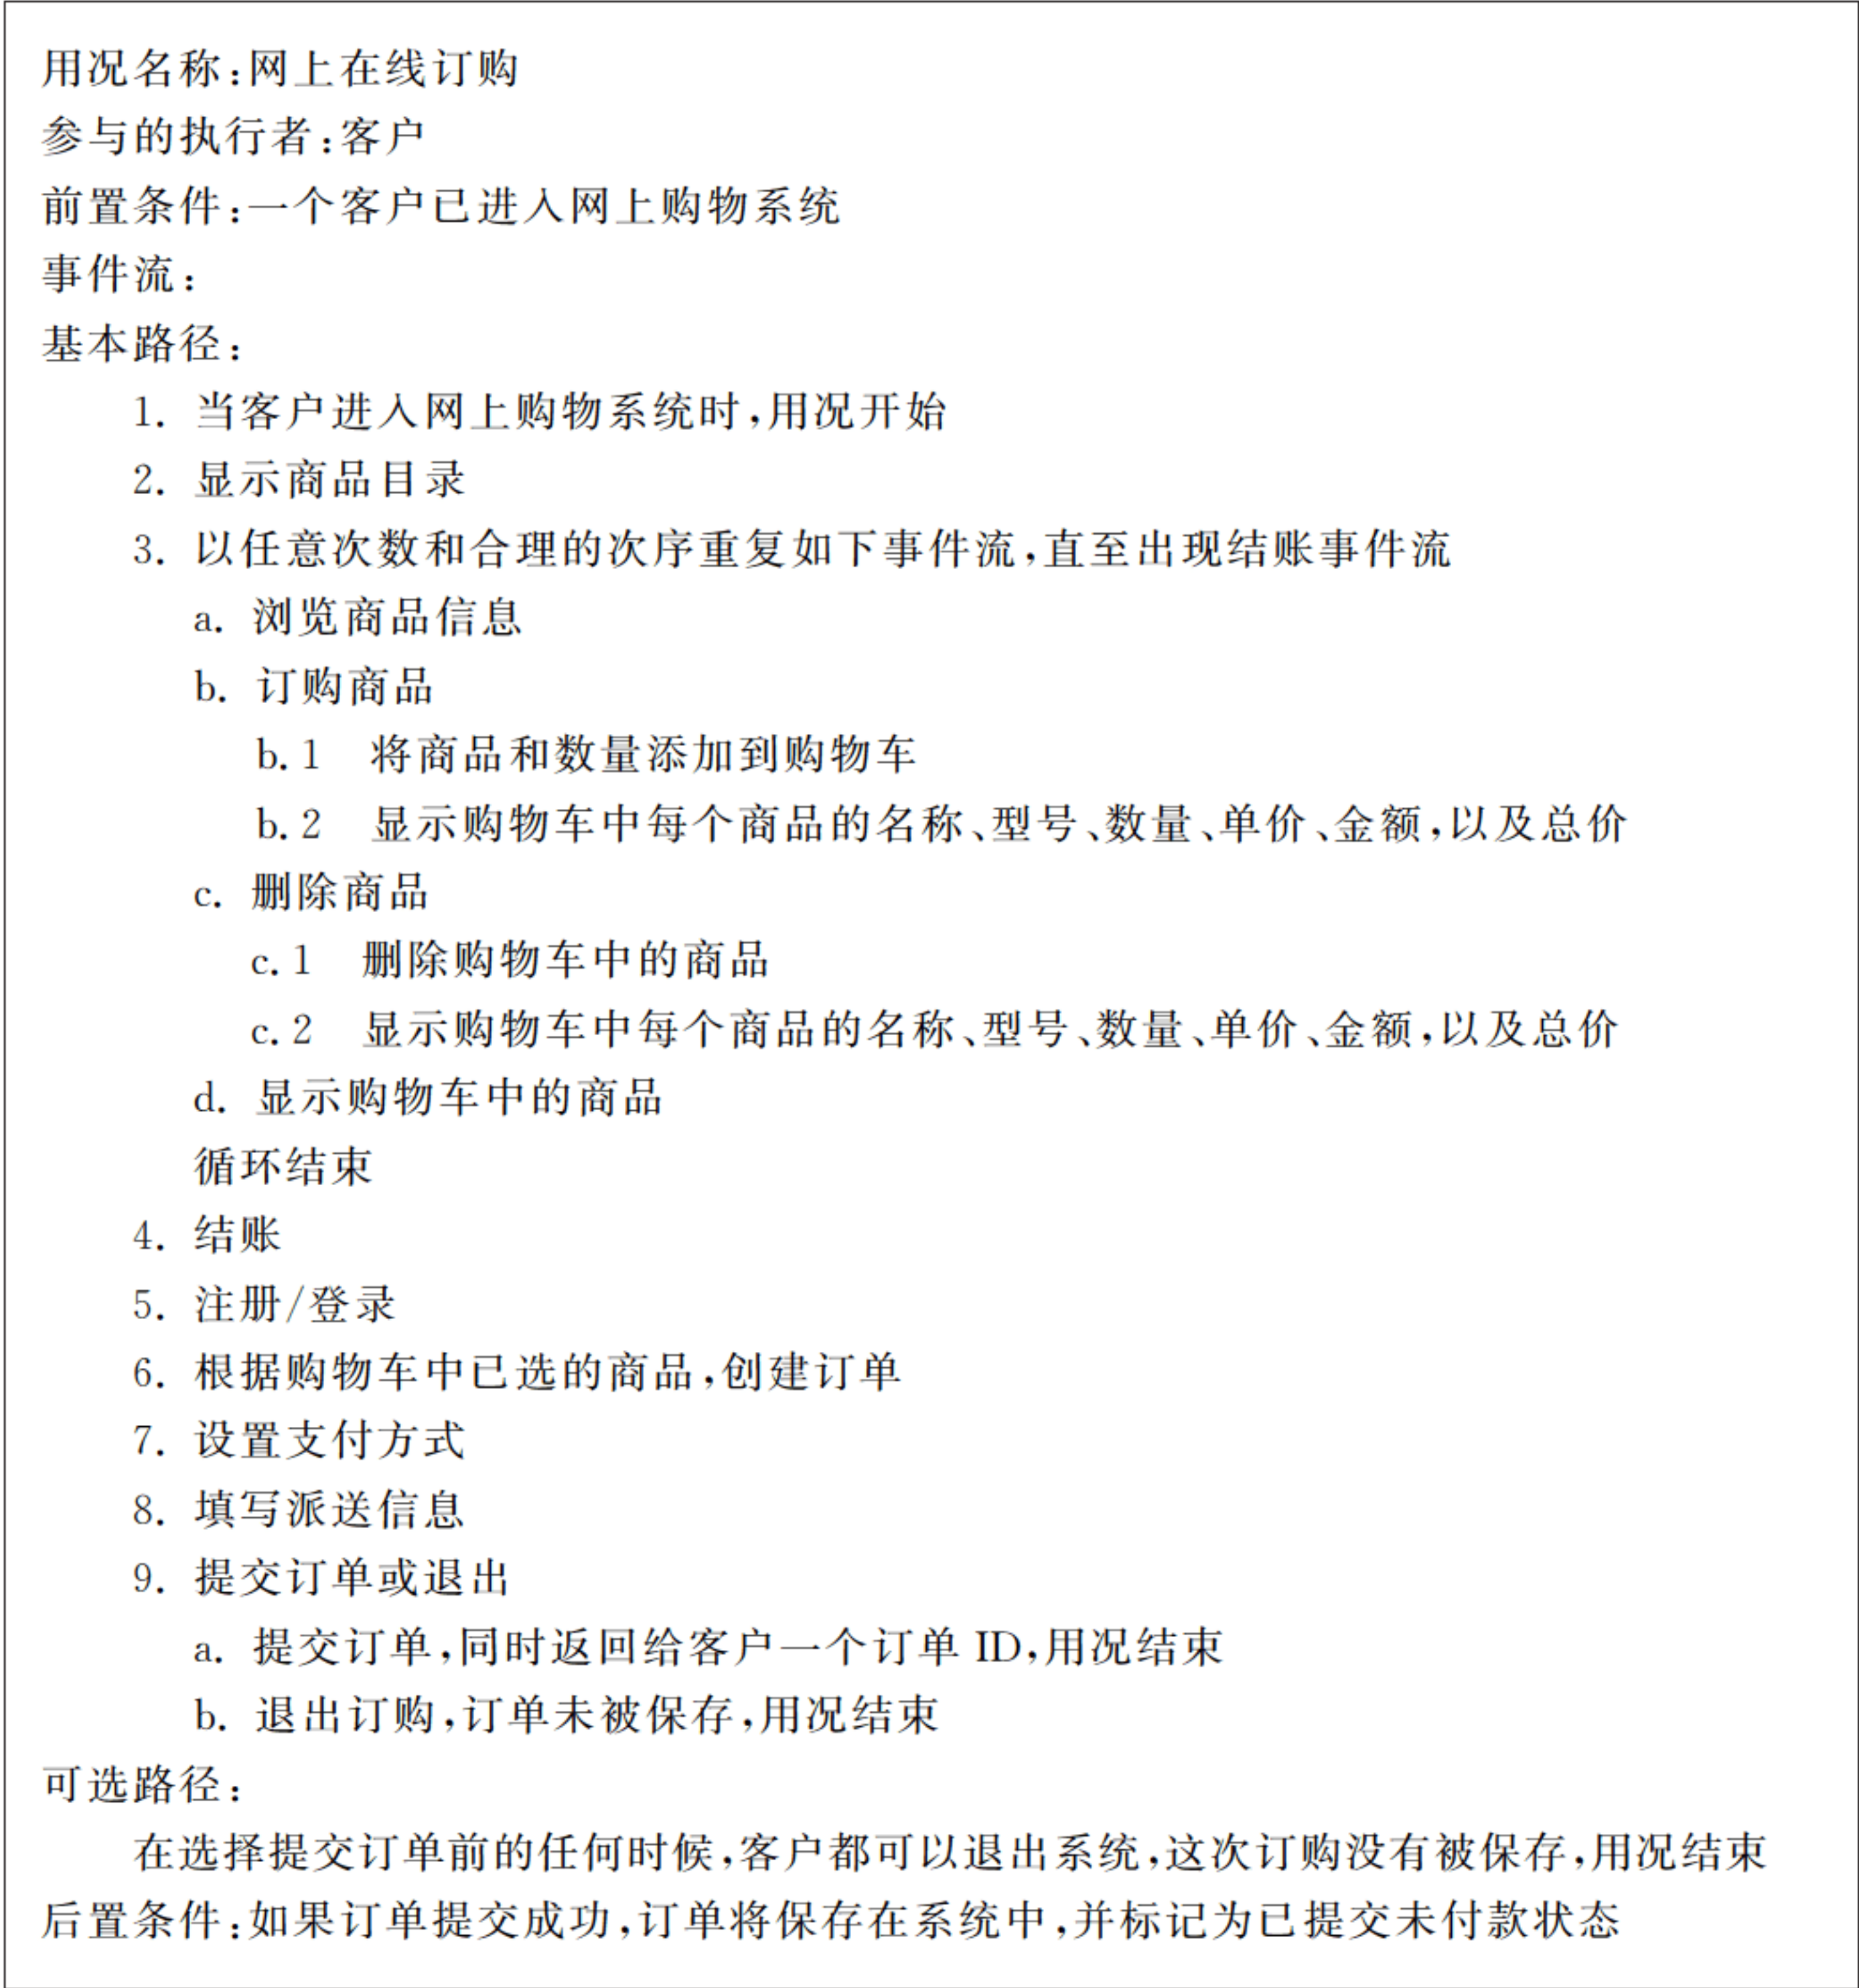 用况名称:网上在线订购
参与的执行者:客户
前置条件:一个客户已进入网上购物系统
事件流:
基本路径:
1. 当客户进入网上购物系统时,用况开始
2. 显示商品目录
3. 以任意次数和合理的次序重复如下事件流,直至出现结账事件流
a. 浏览商品信息
b. 订购商品
b.1 将商品和数量添加到购物车
b.2 显示购物车中每个商品的名称、型号、数量、单价、金额,以及总价
c. 删除商品
c.1 删除购物车中的商品
c.2 显示购物车中每个商品的名称、型号、数量、单价、金额,以及总价
d. 显示购物车中的商品
循环结束
4. 结账
5. 注册/登录
6. 根据购物车中已选的商品,创建订单
7. 设置支付方式
8. 填写派送信息
9. 提交订单或退出
a. 提交订单,同时返回给客户一个订单 ID,用况结束
b. 退出订购,订单未被保存,用况结束
可选路径:
在选择提交订单前的任何时候,客户都可以退出系统,这次订购没有被保存,用况结束
后置条件:如果订单提交成功,订单将保存在系统中,并标记为已提交未付款状态